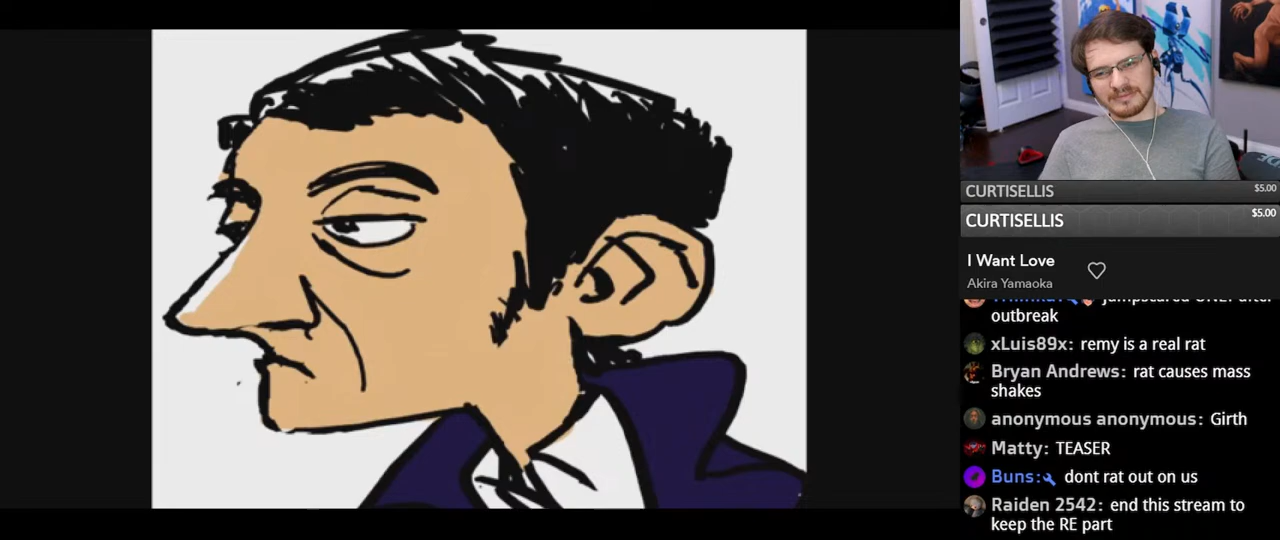 CURTISELLIS $5.00
CURTISELLIS $5.00
I Want Love
Akira Yamaoka
outbreak
xLuis89x: remy is a real rat
Bryan Andrews: rat causes mass
shakes
anonymous anonymous: Girth
Matty: TEASER
Buns: dont rat out on us
Raiden 2542: end this stream to
keep the RE part